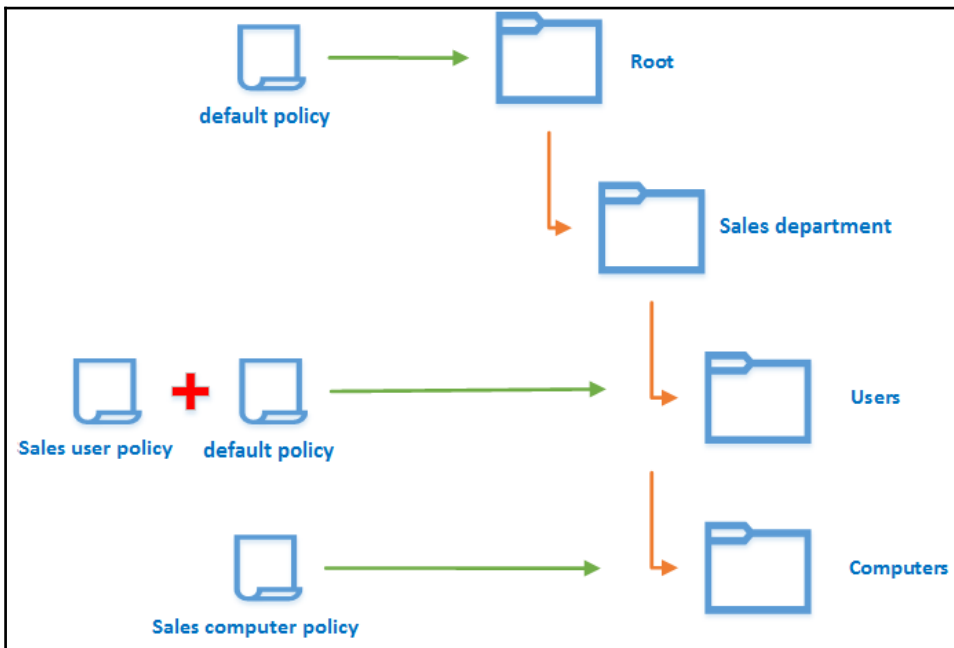 Root
default policy
Sales department
Users
Sales user policy
default policy
Computers
Sales computer policy